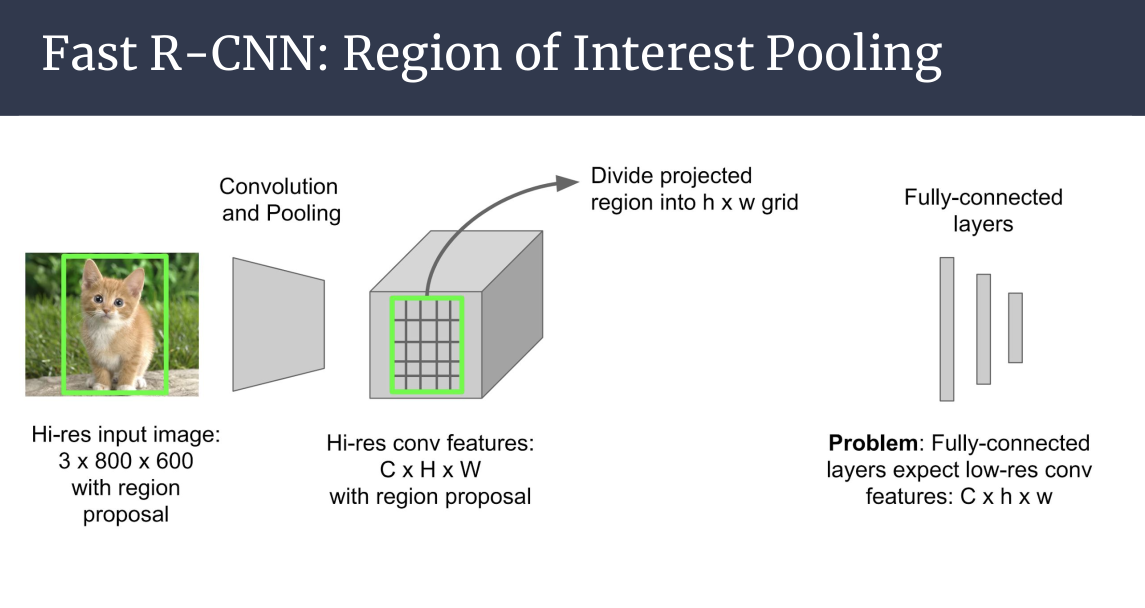 Fast R-CNN: Region of Interest Pooling
Convolution
and Pooling
Divide projected
region into h x w grid
Fully-connected
layers
Hi-res input image:
3 x 800 x 600
with region
proposal
Hi-res conv features:
C x H x W
with region proposal
Problem: Fully-connected
layers expect low-res conv
features: C x h x w